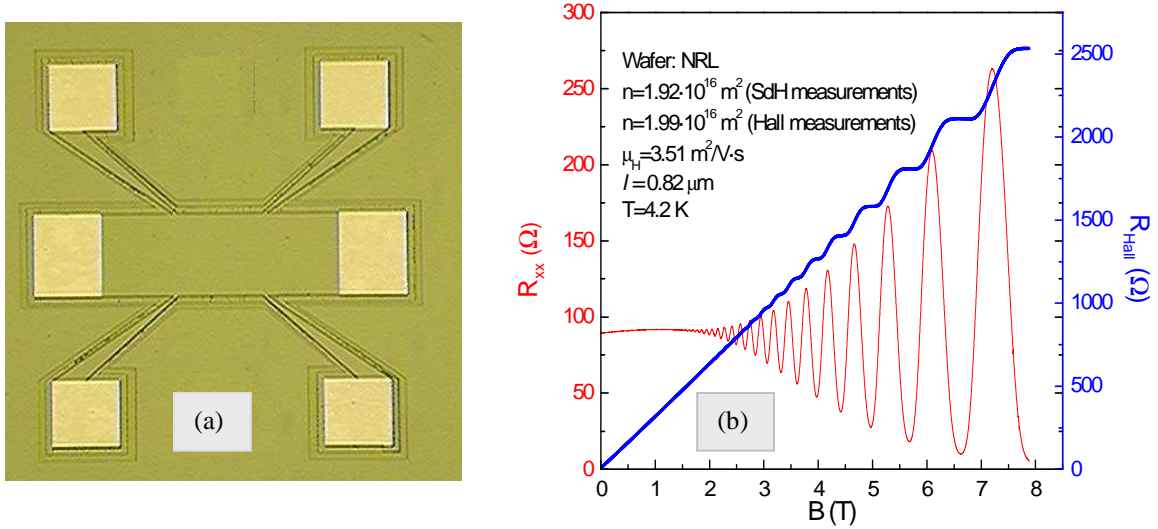 (a)
300
250
200
150
100
50
0
R_xx (Ω)
Wafer: NRL
n=1.92·10^16 m^2 (SdH measurements)
n=1.99·10^16 m^2 (Hall measurements)
μ_H=3.51 m^2/V·s
l = 0.82 μm
T=4.2 K
(b)
0 1 2 3 4 5 6 7 8
B (T)
2500
2000
1500
1000
500
0
R_Hall (Ω)